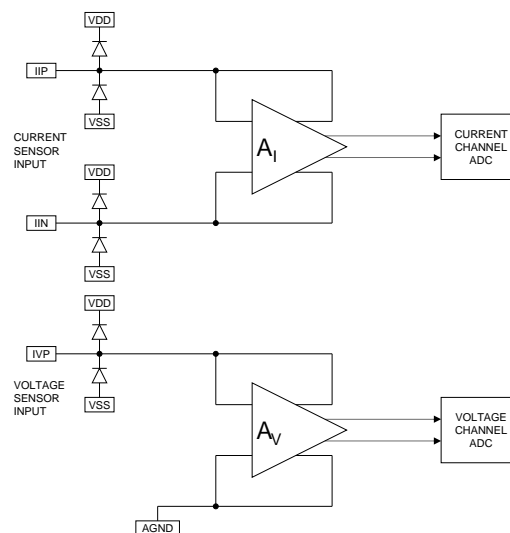 VDD
IIP
VSS
CURRENT
SENSOR
INPUT
AI
CURRENT
CHANNEL
ADC
VDD
IIN
VSS
VDD
IVP
VSS
VOLTAGE
SENSOR
INPUT
AV
VOLTAGE
CHANNEL
ADC
AGND